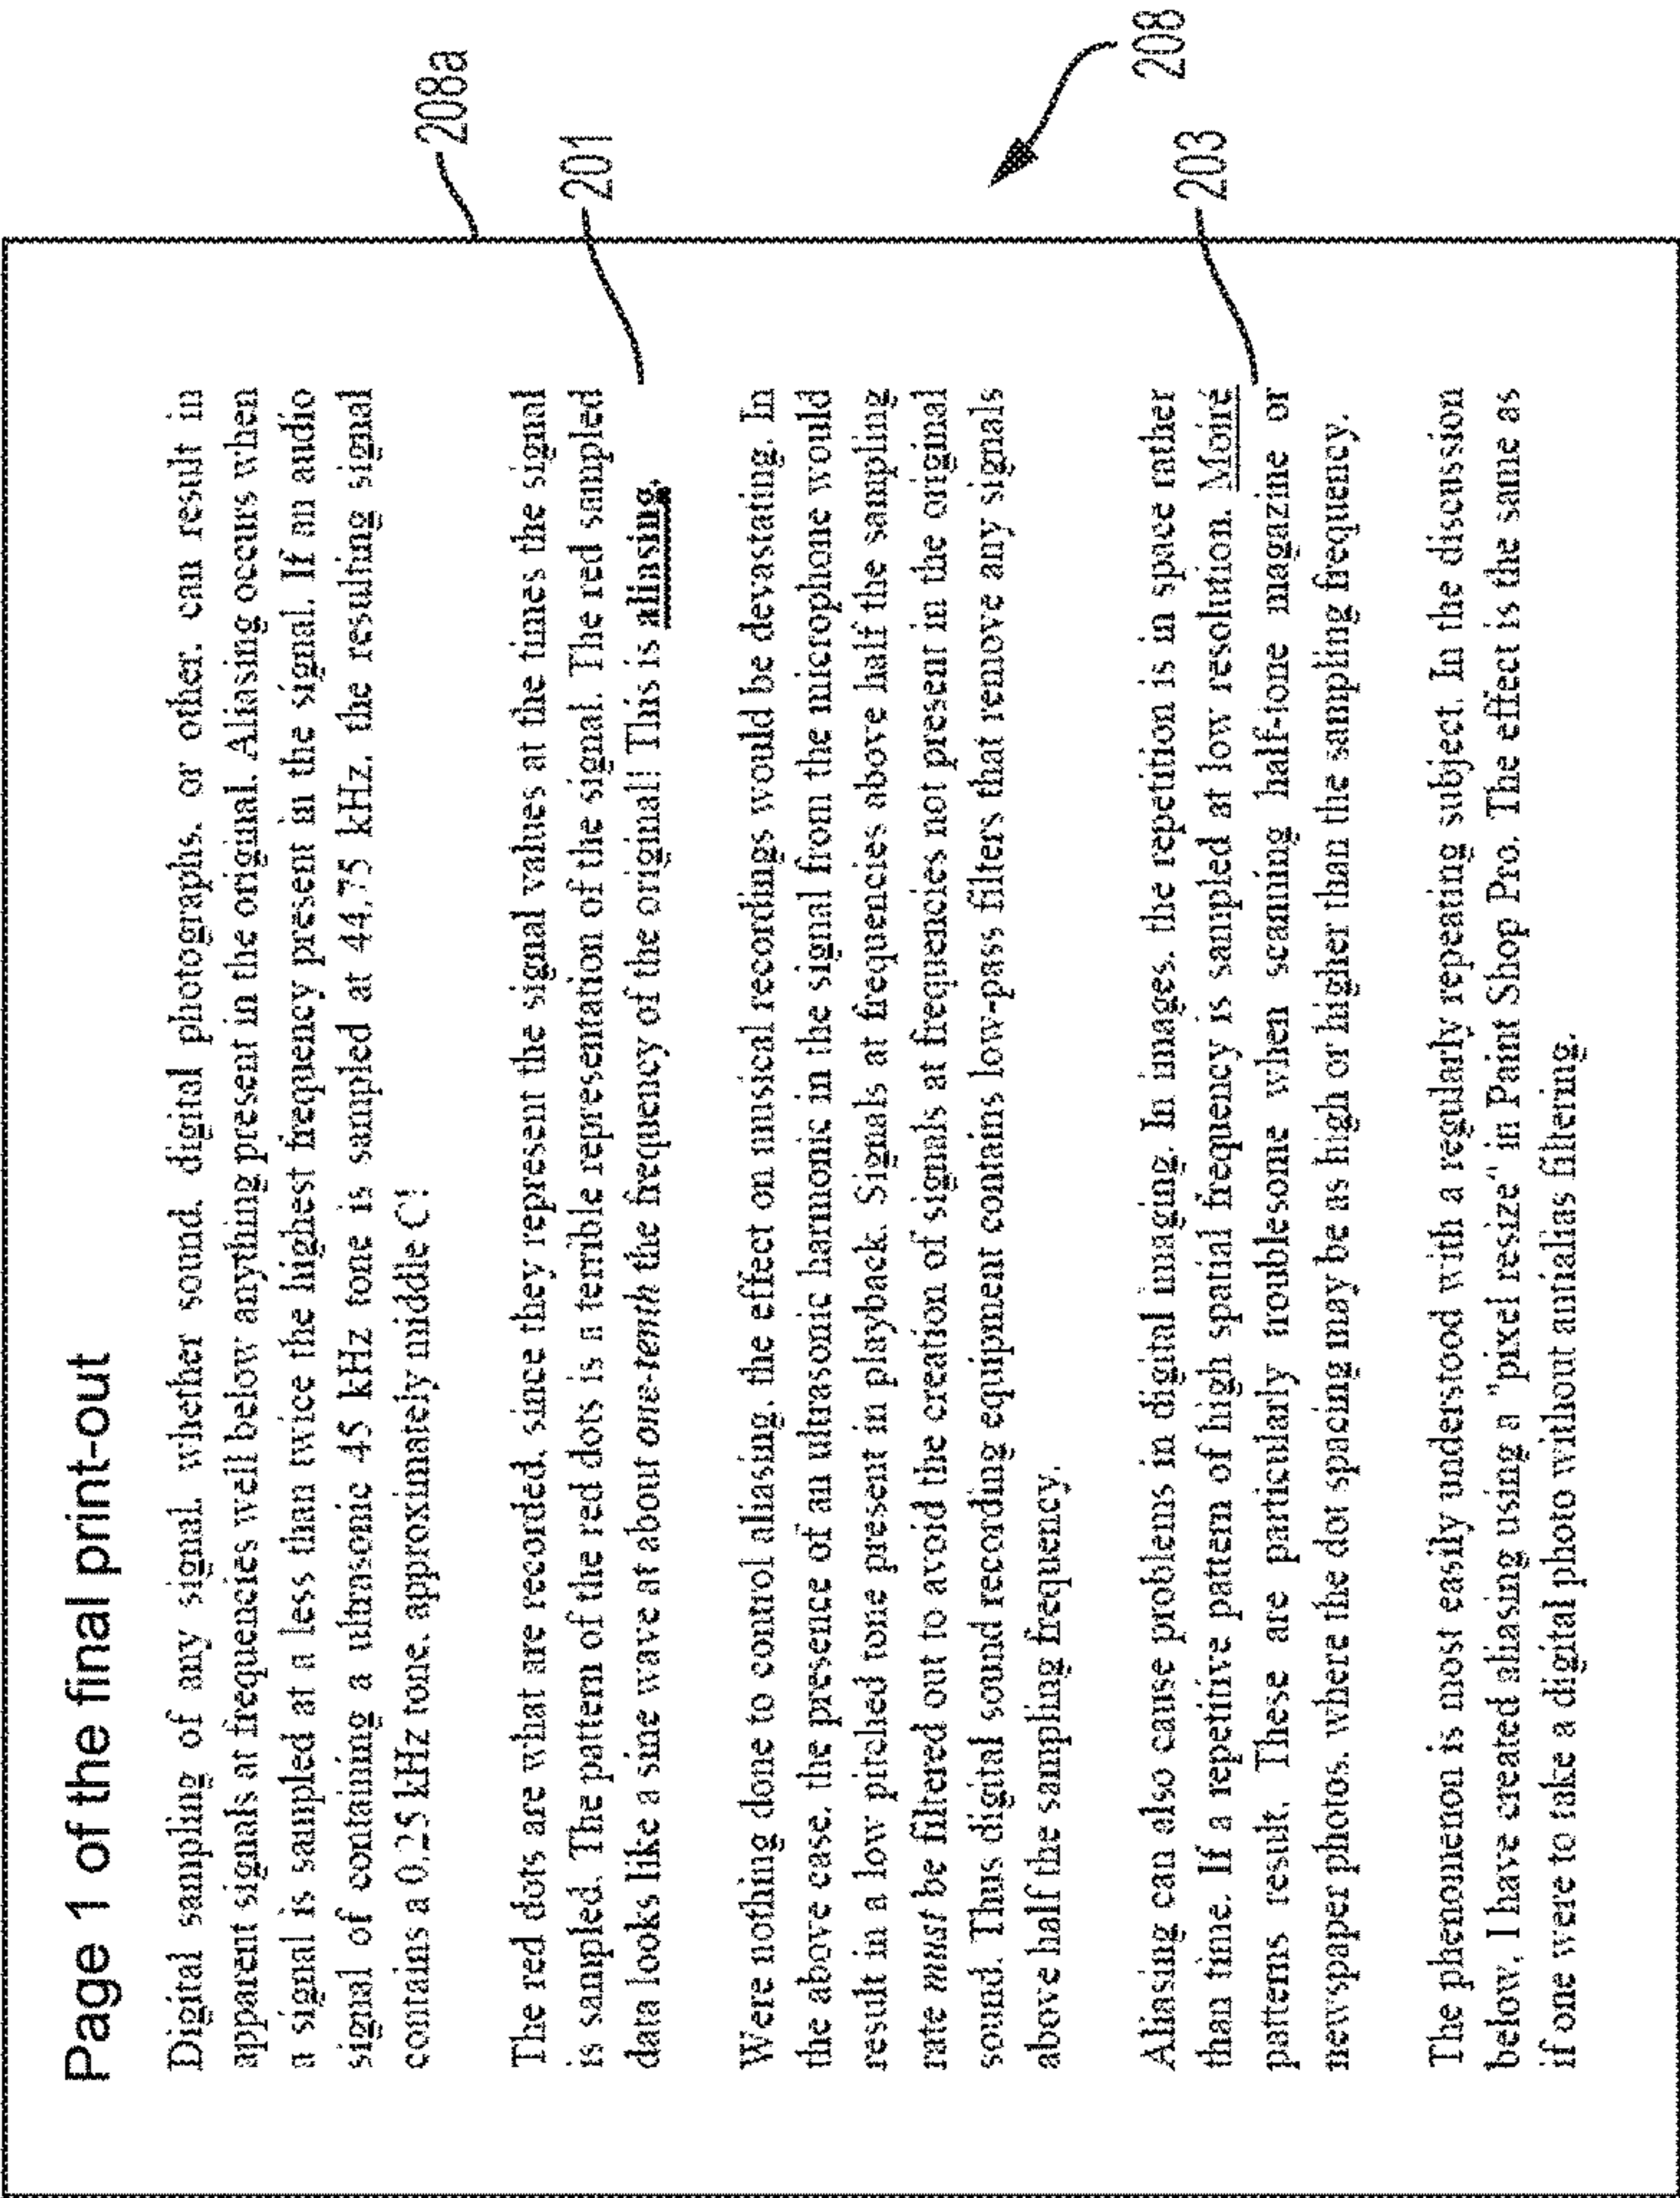 Page 1 of the final print-out
Digital sampling of any signal, whether sound, digital photographs, or other, can result in
apparent signals at frequencies well below anything present in the original. Aliasing occurs when
a signal is sampled at a less than twice the highest frequency present in the signal. If an audio
signal of containing a ultrasonic 45 kHz tone is sampled at 44.75 kHz, the resulting signal
contains a 0.25 kHz tone, approximately middle C!
208a
The red dots are what are recorded, since they represent the signal values at the times the signal
is sampled. The pattern of the red dots is a terrible representation of the signal. The red sampled
data looks like a sine wave at about one-tenth the frequency of the original! This is aliasing.
201
Were nothing done to control aliasing, the effect on musical recordings would be devastating. In
the above case, the presence of an ultrasonic harmonic in the signal from the microphone would
result in a low pitched tone present in playback. Signals at frequencies above half the sampling
rate must be filtered out to avoid the creation of signals at frequencies not present in the original
sound. Thus digital sound recording equipment contains low-pass filters that remove any signals
above half the sampling frequency.
208
Aliasing can also cause problems in digital imaging. In images, the repetition is in space rather
than time. If a repetitive pattern of high spatial frequency is sampled at low resolution. Moiré
patterns result. These are particularly troublesome when scanning half-tone magazine or
newspaper photos, where the dot spacing may be as high or higher than the sampling frequency.
203
The phenomenon is most easily understood with a regularly repeating subject. In the discussion
below, I have created aliasing using a "pixel resize" in Paint Shop Pro. The effect is the same as
if one were to take a digital photo without antialias filtering.